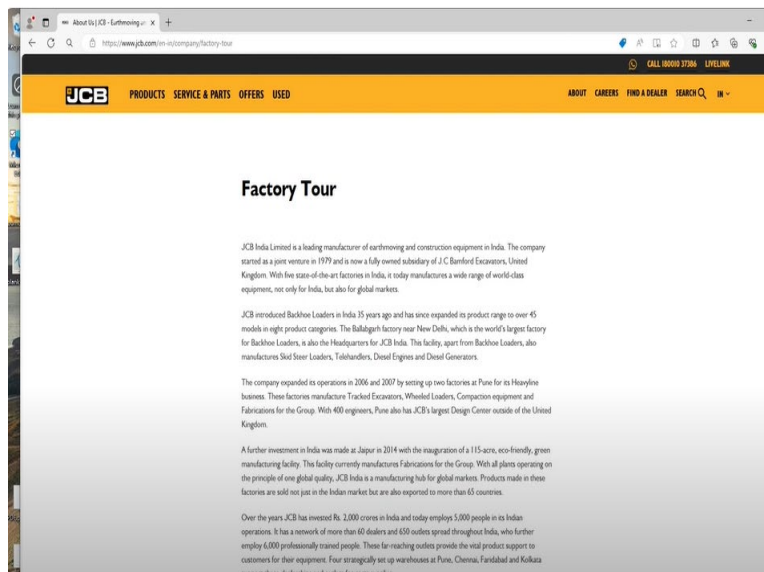 About Us | JCB - Earthmoving an
https://www.jcb.com/en-in/company/factory-tour
CALL 180010 37386 LIVELINK
JCB PRODUCTS SERVICE & PARTS OFFERS USED ABOUT CAREERS FIND A DEALER SEARCH IN
Factory Tour
JCB India Limited is a leading manufacturer of earthmoving and construction equipment in India. The company
started as a joint venture in 1979 and is now a fully owned subsidiary of J.C Bamford Excavators, United
Kingdom. With five state-of-the-art factories in India, it today manufactures a wide range of world-class
equipment, not only for India, but also for global markets.
JCB introduced Backhoe Loaders in India 35 years ago and has since expanded its product range to over 45
models in eight product categories. The Ballabgarh factory near New Delhi, which is the world's largest factory
for Backhoe Loaders, is also the Headquarters for JCB India. This facility, apart from Backhoe Loaders, also
manufactures Skid Steer Loaders, Telehandlers, Diesel Engines and Diesel Generators.
The company expanded its operations in 2006 and 2007 by setting up two factories at Pune for its Heavyline
business. These factories manufacture Tracked Excavators, Wheeled Loaders, Compaction equipment and
Fabrications for the Group. With 400 engineers, Pune also has JCB's largest Design Center outside of the United
Kingdom.
A further investment in India was made at Jaipur in 2014 with the inauguration of a 115-acre, eco-friendly, green
manufacturing facility. This facility currently manufactures Fabrications for the Group. With all plants operating on
the principle of one global quality, JCB India is a manufacturing hub for global markets. Products made in these
factories are sold not just in the Indian market but are also exported to more than 65 countries.
Over the years JCB has invested Rs. 2,000 crores in India and today employs 5,000 people in its Indian
operations. It has a network of more than 60 dealers and 650 outlets spread throughout India, who further
employ 6,000 professionally trained people. These far-reaching outlets provide the vital product support to
customers for their equipment. Four strategically set up warehouses at Pune, Chennai, Faridabad and Kolkata